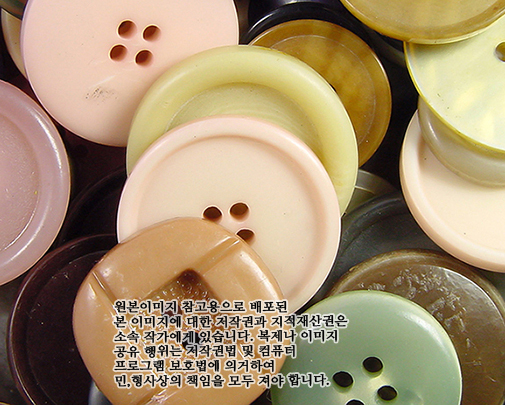 원본이미지 참고용으로 배포된
본 이미지에 대한 저작권과 지적재산권은
소속 작가에게 있습니다. 복제나 이미지
공유 행위는 저작권법 및 컴퓨터
프로그램 보호법에 의거하여
민,형사상의 책임을 모두 져야 합니다.